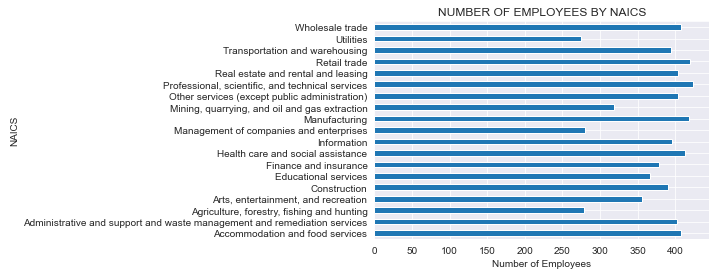 NUMBER OF EMPLOYEES BY NAICS
NAICS
Wholesale trade
Utilities
Transportation and warehousing
Retail trade
Real estate and rental and leasing
Professional, scientific, and technical services
Other services (except public administration)
Mining, quarrying, and oil and gas extraction
Manufacturing
Management of companies and enterprises
Information
Health care and social assistance
Finance and insurance
Educational services
Construction
Arts, entertainment, and recreation
Agriculture, forestry, fishing and hunting
Administrative and support and waste management and remediation services
Accommodation and food services
0 50 100 150 200 250 300 350 400
Number of Employees